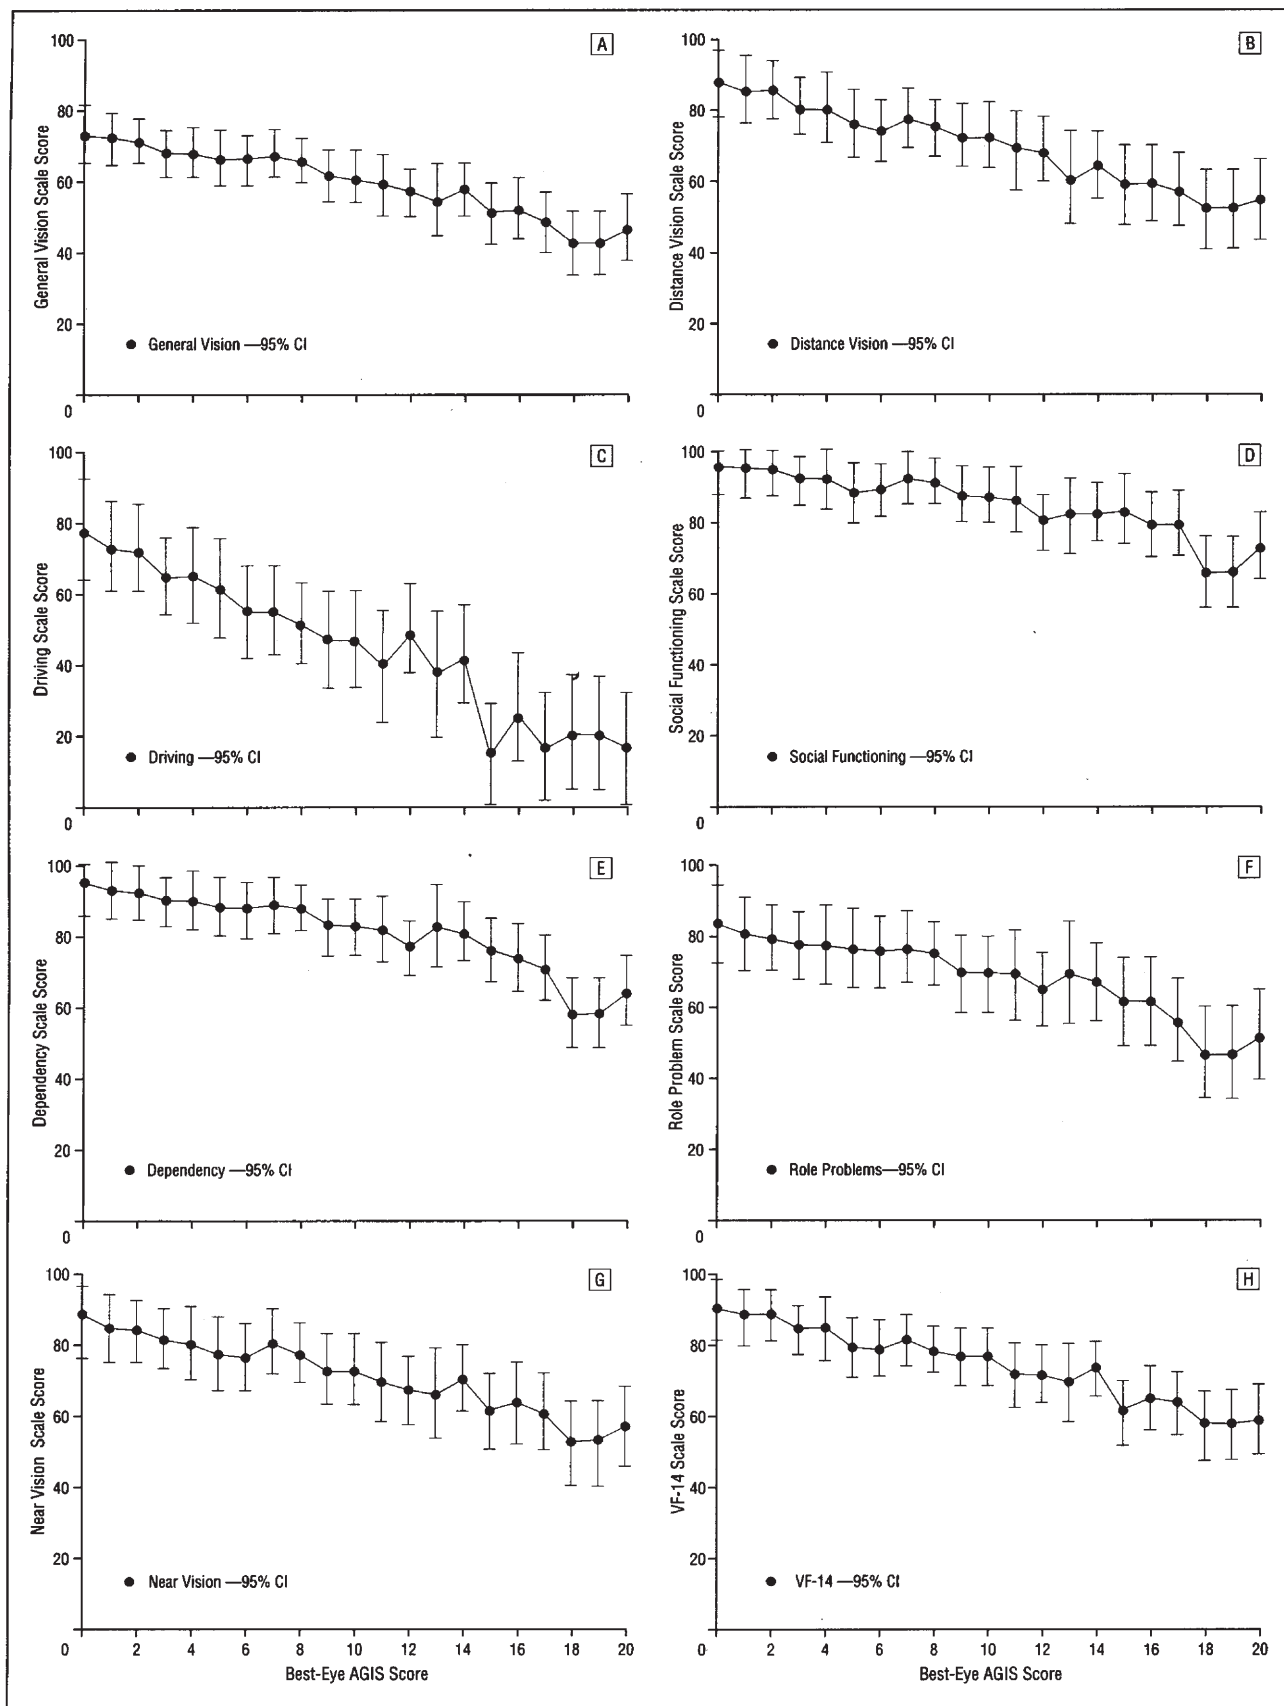 A
100
80
60
40
20
0
General Vision Scale Score
General Vision —95% CI
B
100
80
60
40
20
0
Distance Vision Scale Score
Distance Vision —95% CI
C
100
80
60
40
20
0
Driving Scale Score
Driving —95% CI
D
100
80
60
40
20
0
Social Functioning Scale Score
Social Functioning —95% CI
E
100
80
60
40
20
0
Dependency Scale Score
Dependency —95% CI
F
100
80
60
40
20
0
Role Problem Scale Score
Role Problems—95% CI
G
100
80
60
40
20
Near Vision Scale Score
Near Vision —95% CI
0 2 4 6 8 10 12 14 16 18 20
Best-Eye AGIS Score
H
100
80
60
40
20
VF-14 Scale Score
VF-14 —95% CI
0 2 4 6 8 10 12 14 16 18 20
Best-Eye AGIS Score